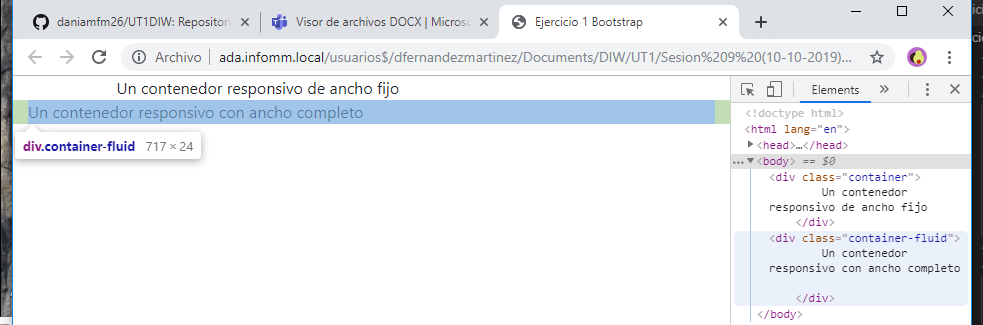 daniamfm26/UT1DIW: Repositori
Visor de archivos DOCX | Microso
Ejercicio 1 Bootstrap
Archivo
ada.infomm.local/usuarios$/dfernandezmartinez/Documents/DIW/UT1/Sesion%209%20(10-10-2019)...
Un contenedor responsivo de ancho fijo
Un contenedor responsivo con ancho completo
div.container-fluid 717 × 24
Elements
<!doctype html>
<html lang="en">
<head>…</head>
<body> == $0
<div class="container">
Un contenedor
responsivo de ancho fijo
</div>
<div class="container-fluid">
Un contenedor
responsivo con ancho completo
</div>
</body>